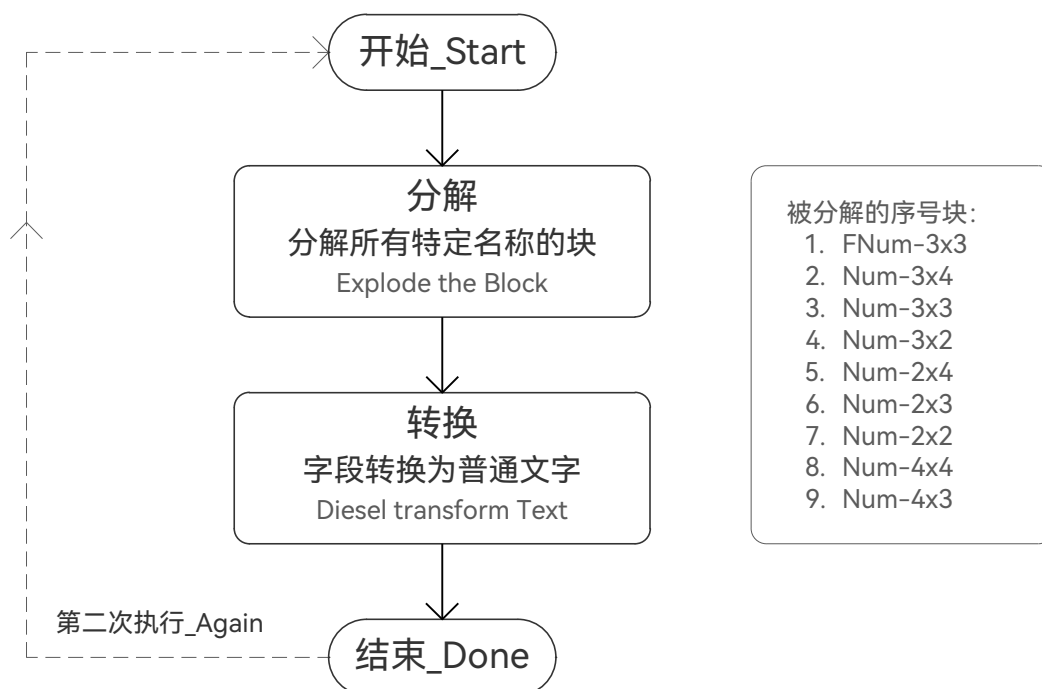 开始_Start
分解
分解所有特定名称的块
Explode the Block
转换
字段转换为普通文字
Diesel transform Text
第二次执行_Again
结束_Done
被分解的序号块：
1. FNum-3x3
2. Num-3x4
3. Num-3x3
4. Num-3x2
5. Num-2x4
6. Num-2x3
7. Num-2x2
8. Num-4x4
9. Num-4x3